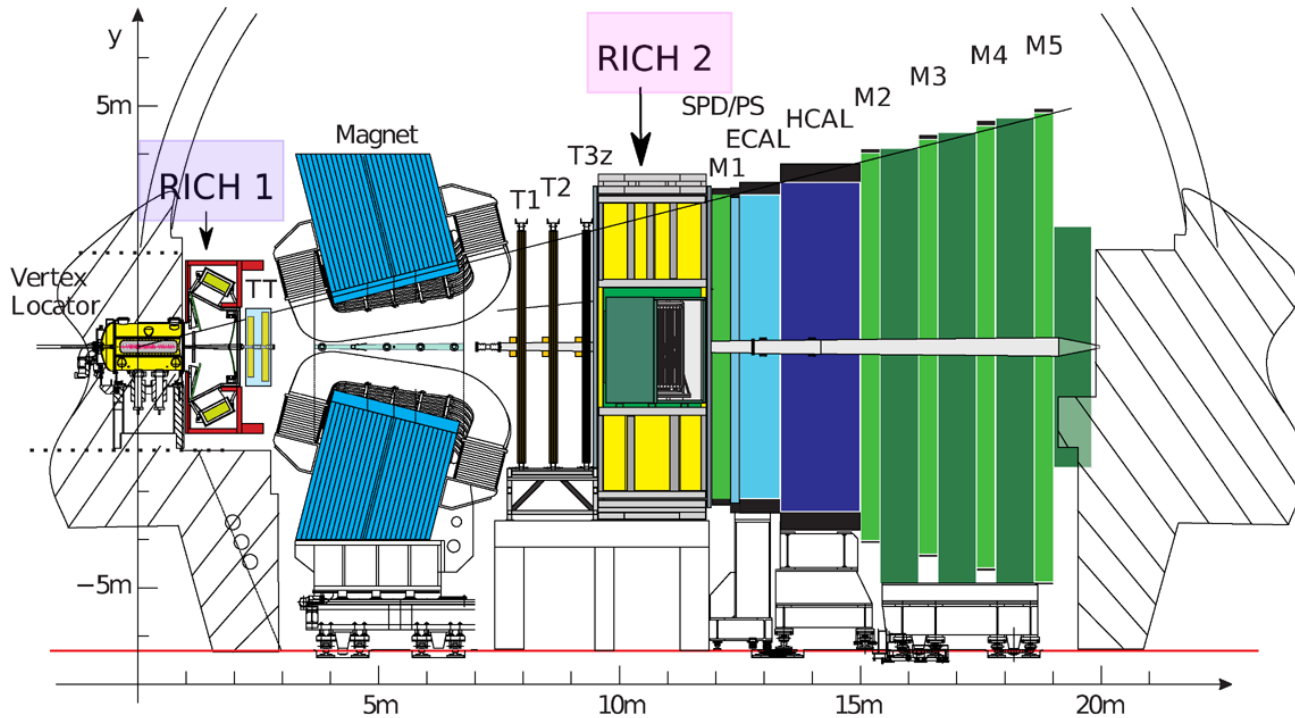 y
5m
RICH 2
M5
M4
M3
M2
SPD/PS
HCAL
ECAL
M1
Magnet
T3z
T2
T1
RICH 1
TT
Vertex
Locator
−5m
5m
10m
15m
20m